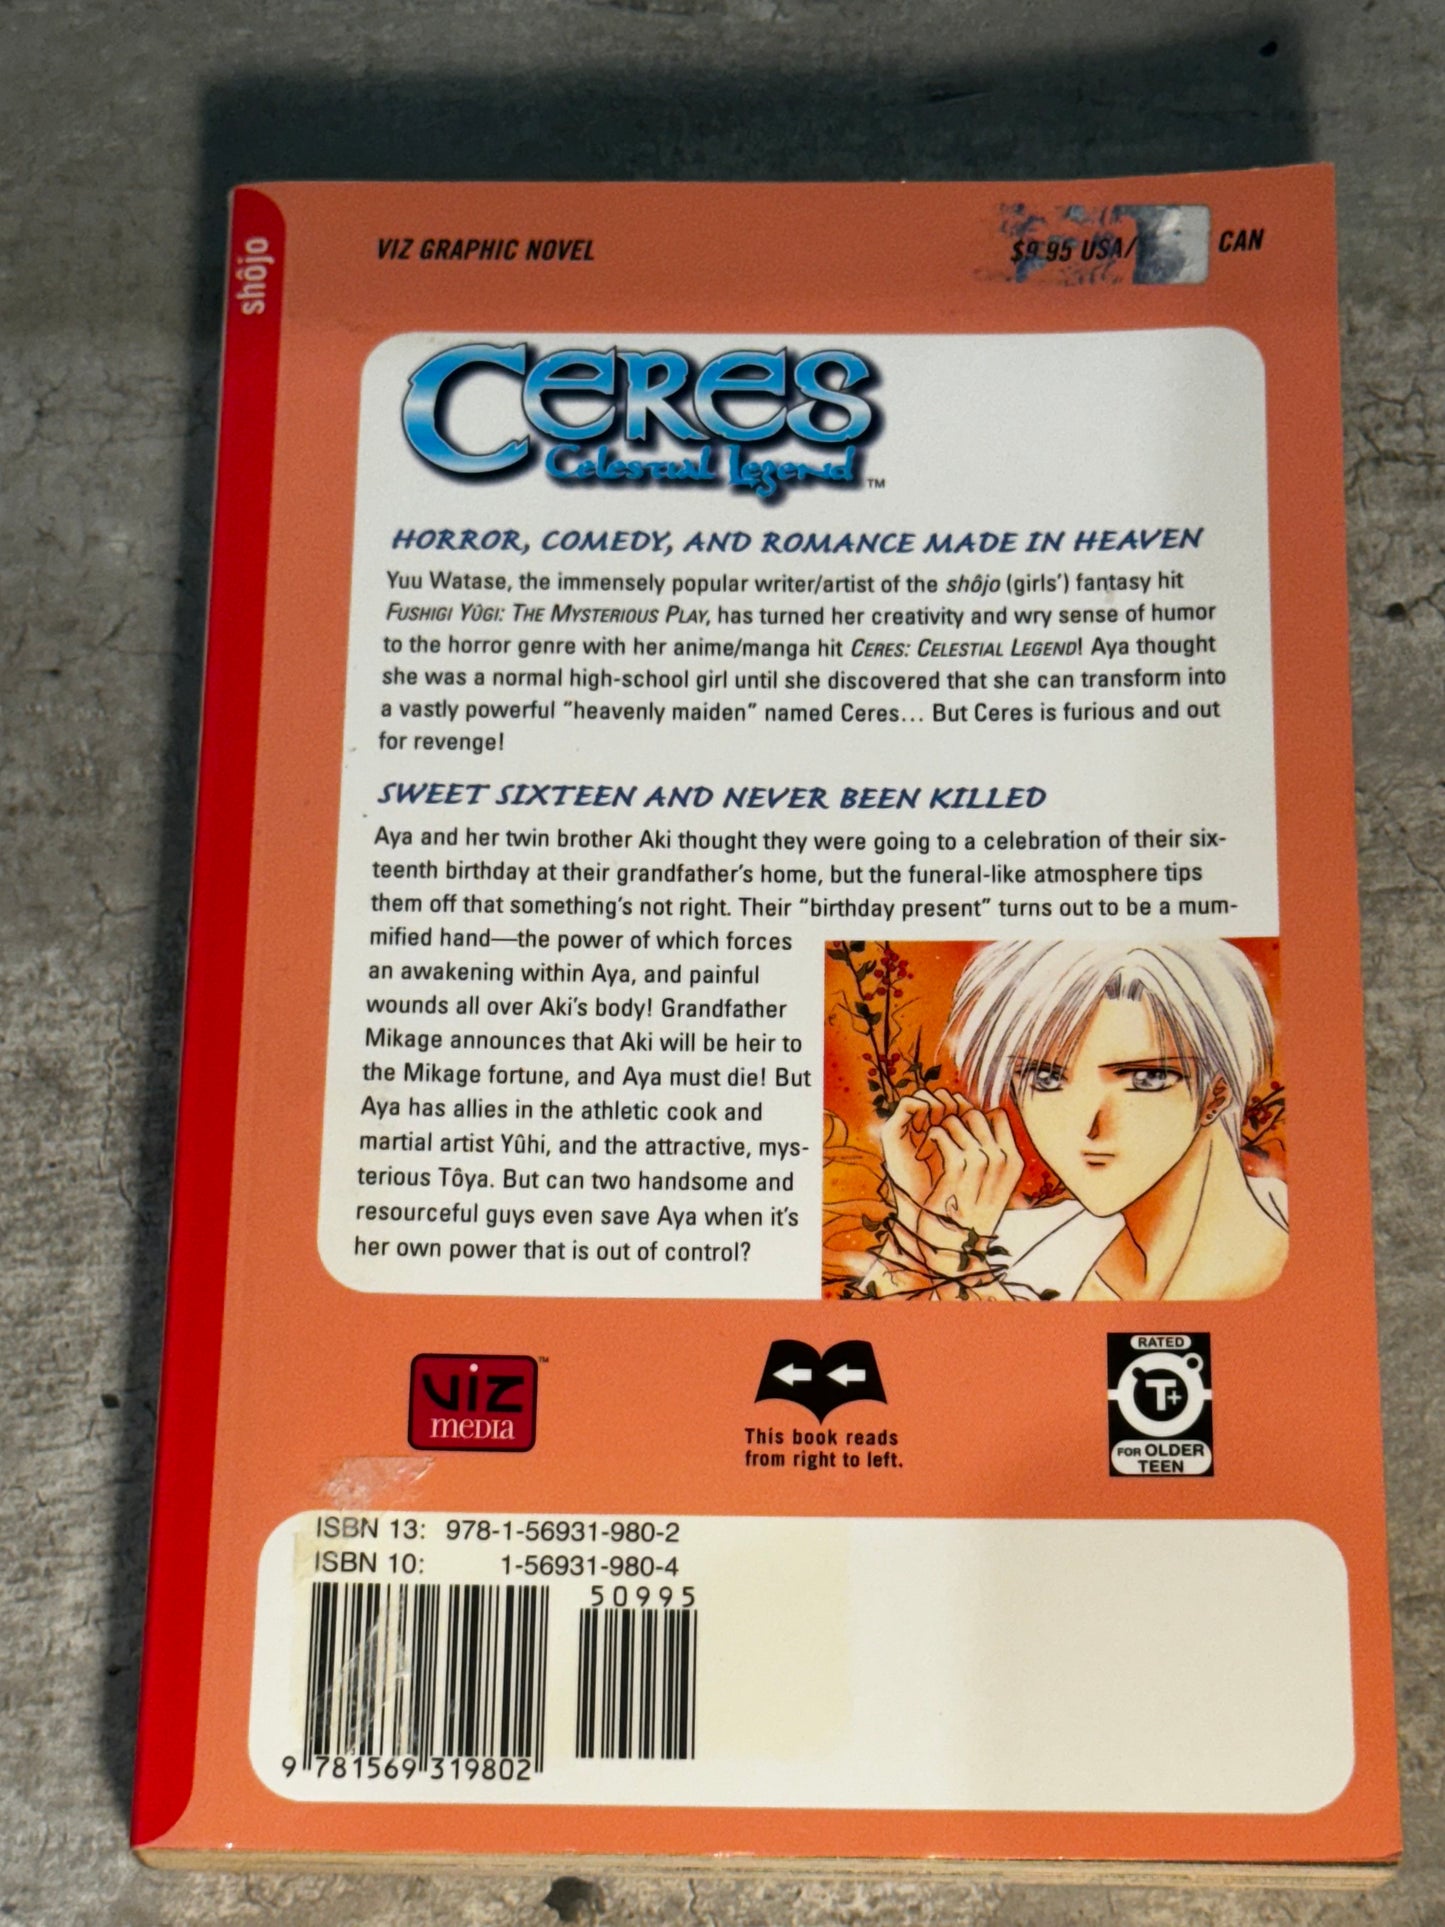 shôjo
VIZ GRAPHIC NOVEL
$9.95 USA/
CAN
CERES
Celestial Legend
™
HORROR, COMEDY, AND ROMANCE MADE IN HEAVEN
Yuu Watase, the immensely popular writer/artist of the shôjo (girls’) fantasy hit
FUSHIGI YÛGI: THE MYSTERIOUS PLAY, has turned her creativity and wry sense of humor
to the horror genre with her anime/manga hit CERES: CELESTIAL LEGEND! Aya thought
she was a normal high-school girl until she discovered that she can transform into
a vastly powerful “heavenly maiden” named Ceres... But Ceres is furious and out
for revenge!
SWEET SIXTEEN AND NEVER BEEN KILLED
Aya and her twin brother Aki thought they were going to a celebration of their six-
teenth birthday at their grandfather’s home, but the funeral-like atmosphere tips
them off that something’s not right. Their “birthday present” turns out to be a mum-
mified hand—the power of which forces
an awakening within Aya, and painful
wounds all over Aki’s body! Grandfather
Mikage announces that Aki will be heir to
the Mikage fortune, and Aya must die! But
Aya has allies in the athletic cook and
martial artist Yûhi, and the attractive, mys-
terious Tôya. But can two handsome and
resourceful guys even save Aya when it’s
her own power that is out of control?
viz
media
™
This book reads
from right to left.
RATED
T+
FOR OLDER
TEEN
ISBN 13: 978-1-56931-980-2
ISBN 10: 1-56931-980-4
50995
9 781569 319802